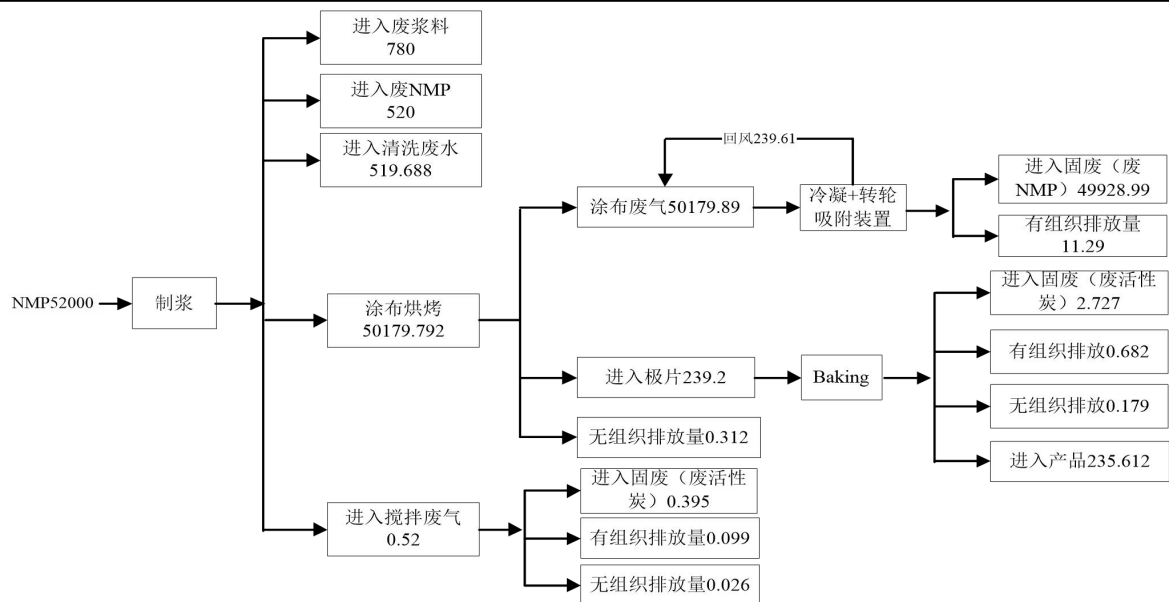 进入废浆料
780
进入废NMP
520
进入清洗废水
519.688
回风239.61
涂布废气50179.89
冷凝+转轮
吸附装置
进入固废（废
NMP）49928.99
有组织排放量
11.29
NMP52000
制浆
涂布烘烤
50179.792
进入固废（废活性
炭）2.727
有组织排放0.682
进入极片239.2
Baking
无组织排放0.179
无组织排放量0.312
进入产品235.612
进入搅拌废气
0.52
进入固废（废活性
炭）0.395
有组织排放量0.099
无组织排放量0.026